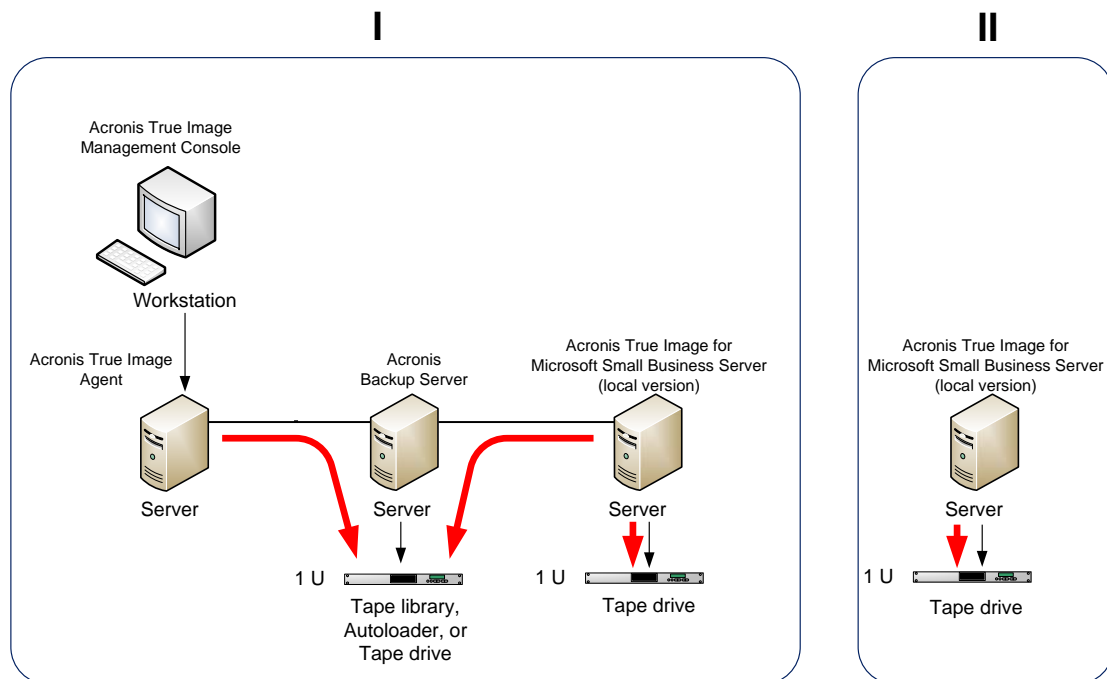 I
II
Acronis True Image
Management Console
Workstation
Acronis True Image
Agent
Server
Acronis
Backup Server
Server
1 U
Tape library,
Autoloader, or
Tape drive
Acronis True Image for
Microsoft Small Business Server
(local version)
Server
1 U
Tape drive
Acronis True Image for
Microsoft Small Business Server
(local version)
Server
1 U
Tape drive